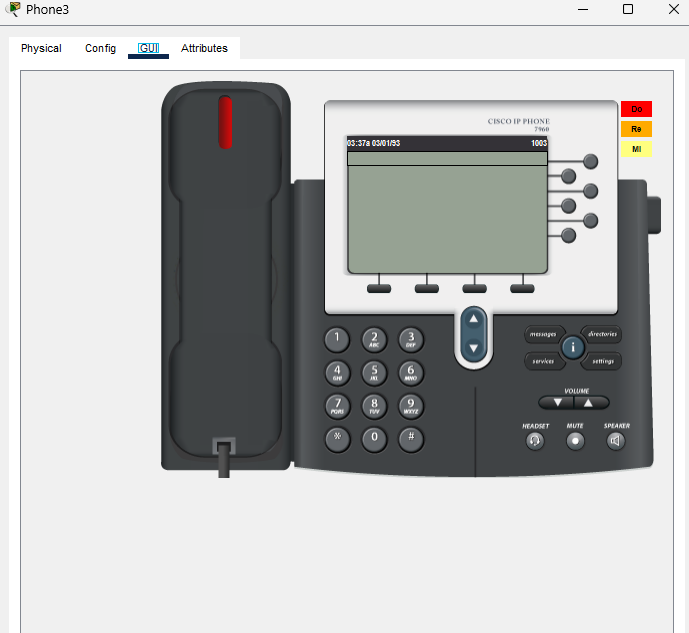 Phone3
Physical Config GUI Attributes
CISCO IP PHONE
7960
03:37a 03/01/93 1003
Do
Re
MI
1
2
ABC
3
DEF
4
GHI
5
JKL
6
MNO
7
PQRS
8
TUV
9
WXYZ
*
0
#
messages directories
i
services settings
VOLUME
HEADSET MUTE SPEAKER